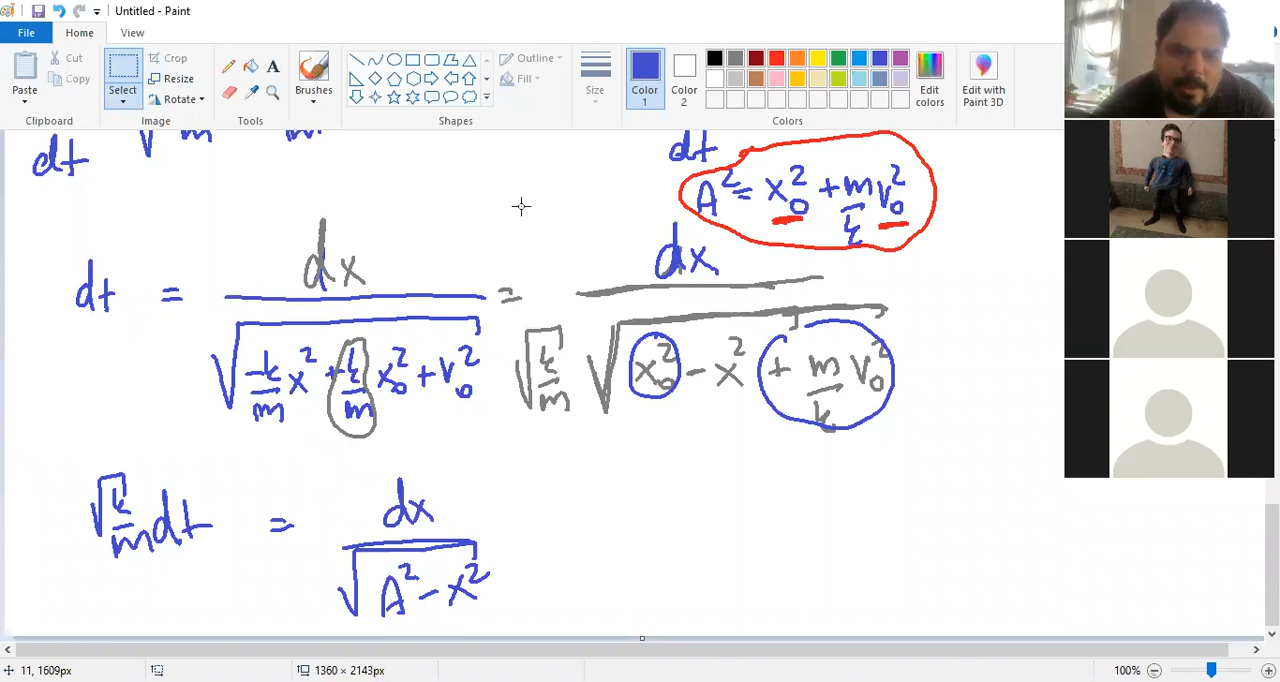 Untitled - Paint
File Home View
Paste Cut Copy
Clipboard
Select Crop Resize Rotate
Image
Tools
Brushes
Shapes
Outline Fill
Size
Color 1
Color 2
Edit colors
Edit with Paint 3D
Colors
dt √ m m dt
A² = x₀² + m/k v₀²
dt = dx / √(-k/m x² + k/m x₀² + v₀²) = dx / √(k/m) √(x₀² - x² + m/k v₀²)
√(k/m) dt = dx / √(A² - x²)
11, 1609px 1360 × 2143px 100%